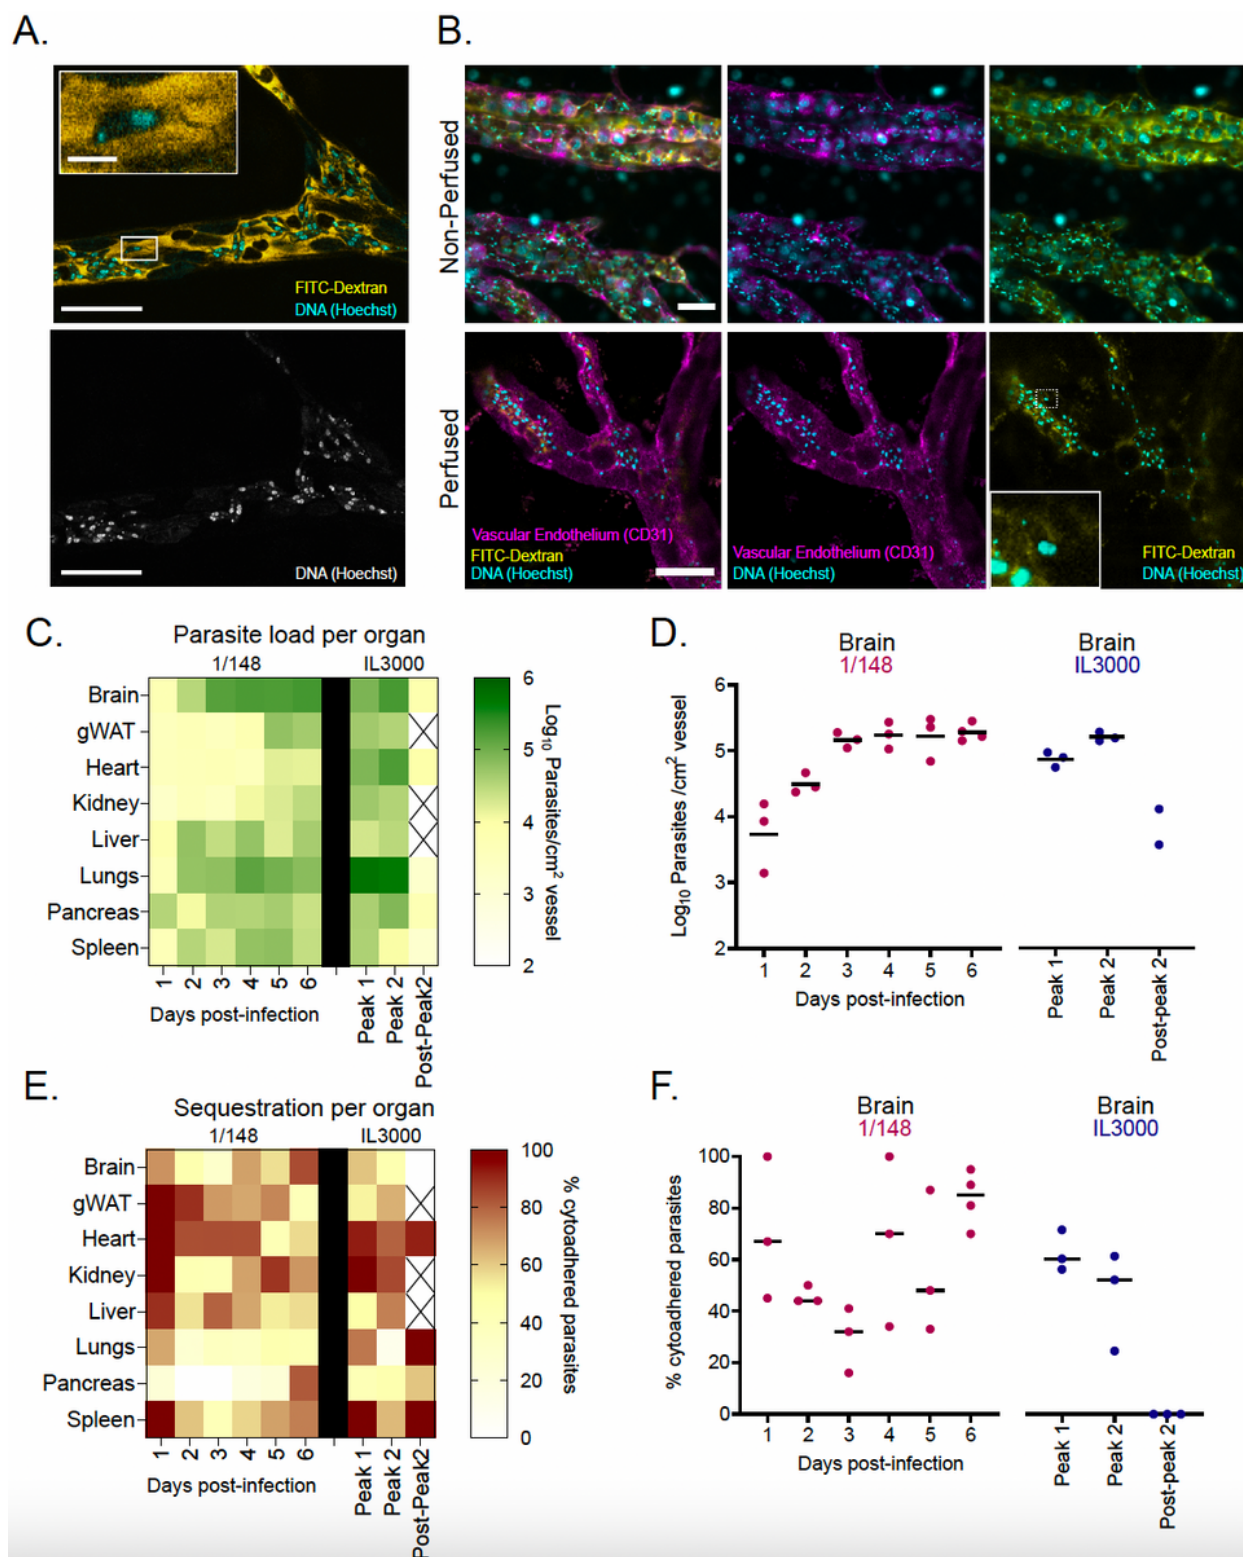 A.
FITC-Dextran
DNA (Hoechst)
DNA (Hoechst)
B.
Non-Perfused
Perfused
Vascular Endothelium (CD31)
FITC-Dextran
DNA (Hoechst)
Vascular Endothelium (CD31)
DNA (Hoechst)
FITC-Dextran
DNA (Hoechst)
C.
Parasite load per organ
1/148 IL3000
Brain
gWAT
Heart
Kidney
Liver
Lungs
Pancreas
Spleen
1 2 3 4 5 6 Peak 1 Peak 2 Post-Peak2
Days post-infection
6
5
4
3
2
Log₁₀ Parasites/cm² vessel
D.
Brain
1/148
Brain
IL3000
Log₁₀ Parasites /cm² vessel
6
5
4
3
2
1 2 3 4 5 6 Peak 1 Peak 2 Post-peak 2
Days post-infection
E.
Sequestration per organ
1/148 IL3000
Brain
gWAT
Heart
Kidney
Liver
Lungs
Pancreas
Spleen
1 2 3 4 5 6 Peak 1 Peak 2 Post-Peak2
Days post-infection
100
80
60
40
20
0
% cytoadhered parasites
F.
Brain
1/148
Brain
IL3000
% cytoadhered parasites
100
80
60
40
20
0
1 2 3 4 5 6 Peak 1 Peak 2 Post-peak 2
Days post-infection